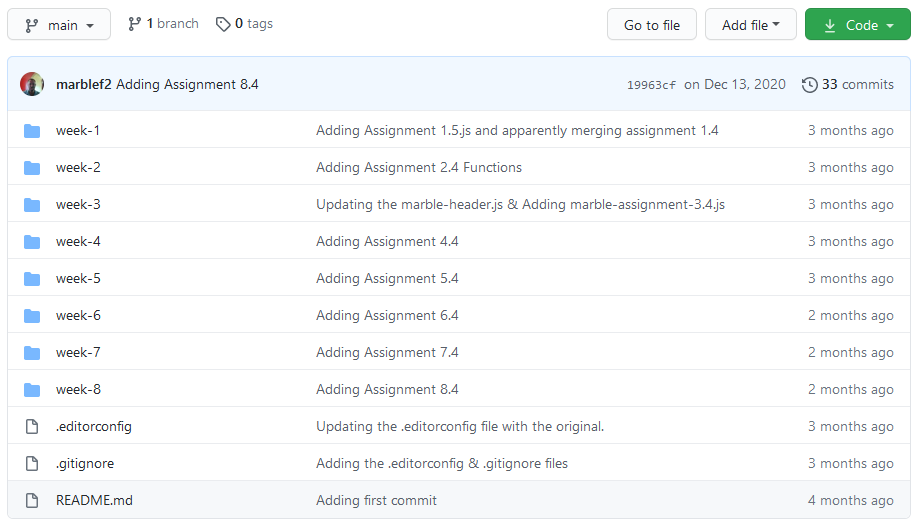 main 1 branch 0 tags Go to file Add file Code
marblef2 Adding Assignment 8.4 19963cf on Dec 13, 2020 33 commits
week-1 Adding Assignment 1.5.js and apparently merging assignment 1.4 3 months ago
week-2 Adding Assignment 2.4 Functions 3 months ago
week-3 Updating the marble-header.js & Adding marble-assignment-3.4.js 3 months ago
week-4 Adding Assignment 4.4 3 months ago
week-5 Adding Assignment 5.4 3 months ago
week-6 Adding Assignment 6.4 2 months ago
week-7 Adding Assignment 7.4 2 months ago
week-8 Adding Assignment 8.4 2 months ago
.editorconfig Updating the .editorconfig file with the original. 3 months ago
.gitignore Adding the .editorconfig & .gitignore files 3 months ago
README.md Adding first commit 4 months ago